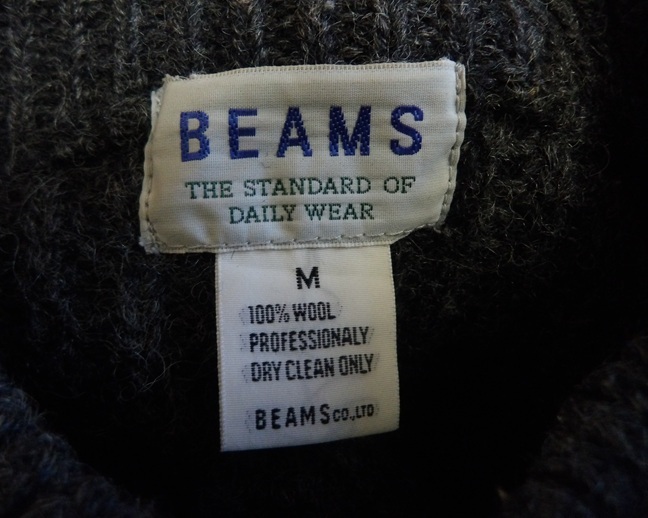 BEAMS
THE STANDARD OF
DAILY WEAR
M
100% WOOL
PROFESSIONALY
DRY CLEAN ONLY
BEAMS CO.,LTD